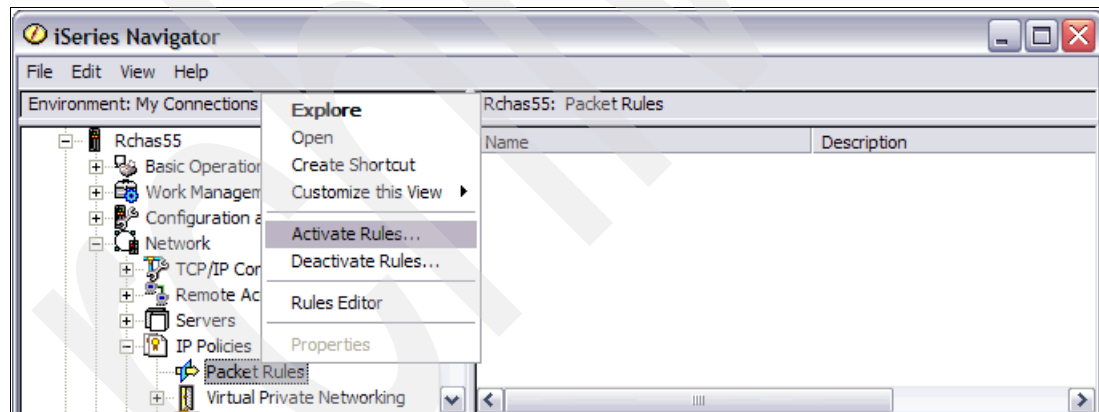 iSeries Navigator
File Edit View Help
Environment: My Connections
Rchas55: Packet Rules
Name Description
Rchas55
Basic Operation
Work Managem
Configuration a
Network
TCP/IP Cor
Remote Ac
Servers
IP Policies
Packet Rules
Virtual Private Networking
Explore
Open
Create Shortcut
Customize this View
Activate Rules...
Deactivate Rules...
Rules Editor
Properties